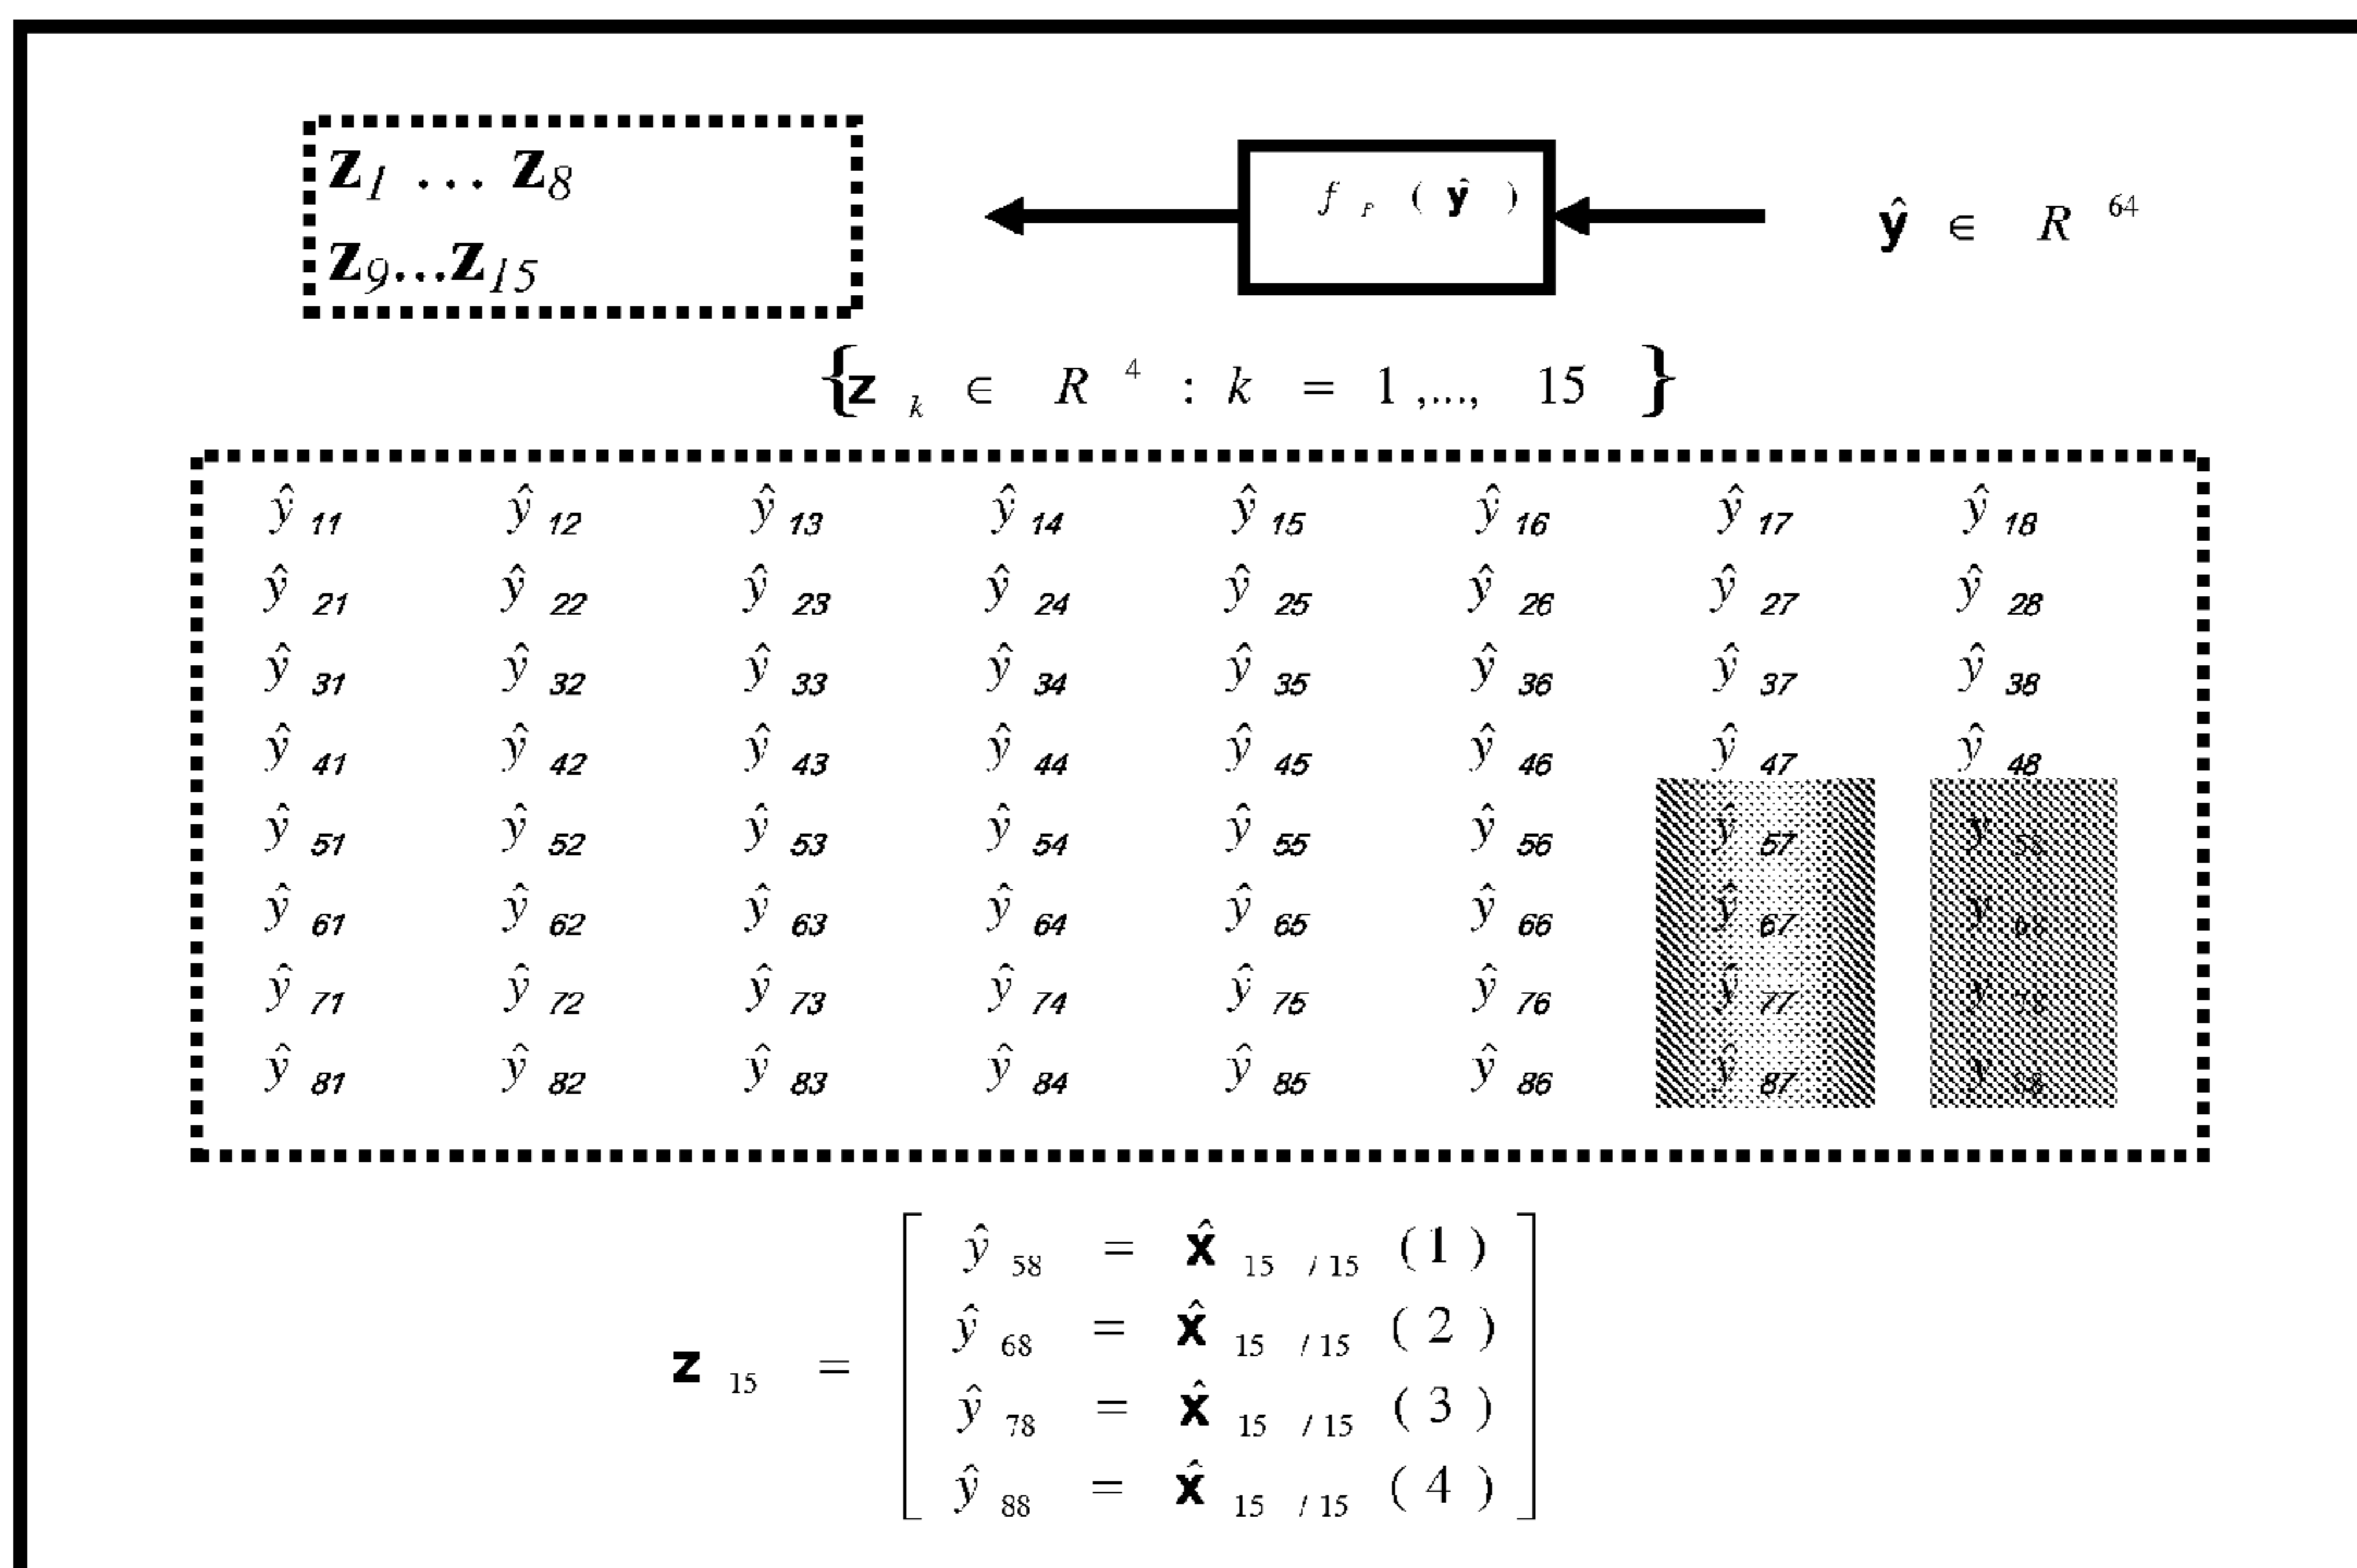 z1 ... z8
z9...z15
f F ( ŷ )
ŷ ∈ R 64
{ z k ∈ R 4 : k = 1 ,..., 15 }
ŷ 11 ŷ 12 ŷ 13 ŷ 14 ŷ 15 ŷ 16 ŷ 17 ŷ 18
ŷ 21 ŷ 22 ŷ 23 ŷ 24 ŷ 25 ŷ 26 ŷ 27 ŷ 28
ŷ 31 ŷ 32 ŷ 33 ŷ 34 ŷ 35 ŷ 36 ŷ 37 ŷ 38
ŷ 41 ŷ 42 ŷ 43 ŷ 44 ŷ 45 ŷ 46 ŷ 47 ŷ 48
ŷ 51 ŷ 52 ŷ 53 ŷ 54 ŷ 55 ŷ 56 ŷ 57 ŷ 58
ŷ 61 ŷ 62 ŷ 63 ŷ 64 ŷ 65 ŷ 66 ŷ 67 ŷ 68
ŷ 71 ŷ 72 ŷ 73 ŷ 74 ŷ 75 ŷ 76 ŷ 77 ŷ 78
ŷ 81 ŷ 82 ŷ 83 ŷ 84 ŷ 85 ŷ 86 ŷ 87 ŷ 88
ŷ 58 = x̂ 15 / 15 ( 1 )
ŷ 68 = x̂ 15 / 15 ( 2 )
z 15 =
ŷ 78 = x̂ 15 / 15 ( 3 )
ŷ 88 = x̂ 15 / 15 ( 4 )